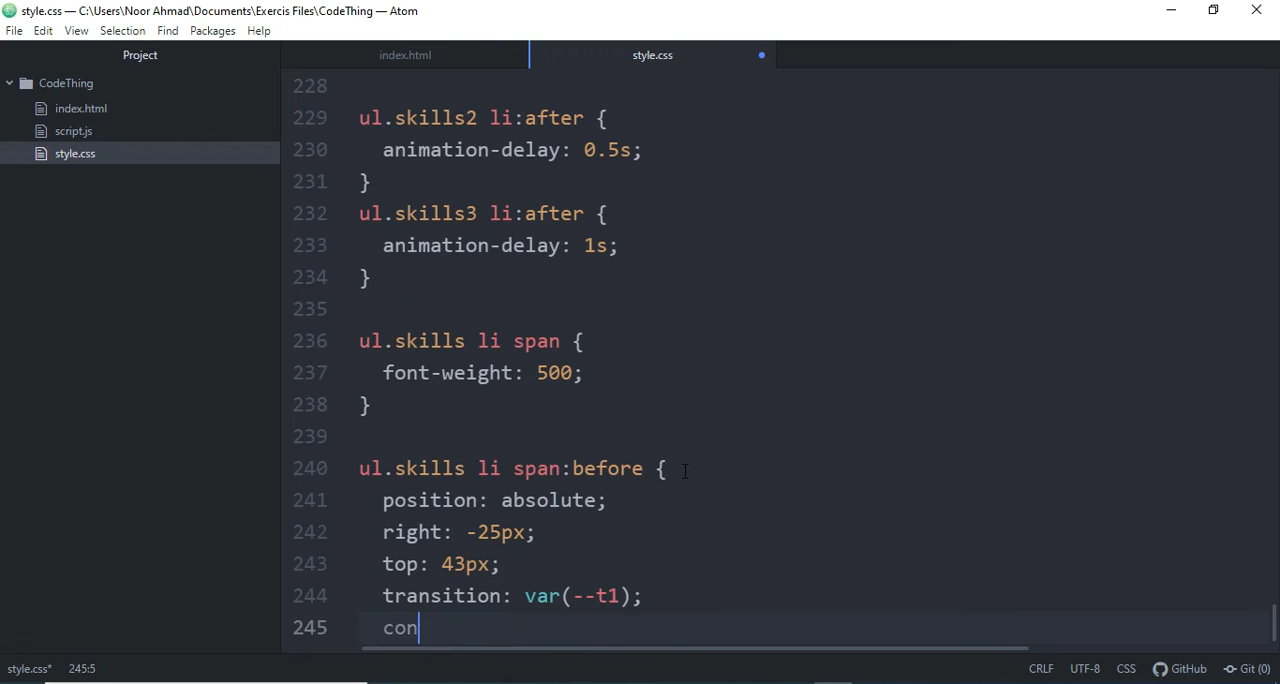 style.css — C:\Users\Noor Ahmad\Documents\Exercis Files\CodeThing — Atom
File Edit View Selection Find Packages Help
Project
index.html
style.css
CodeThing
index.html
script.js
style.css
228
229 ul.skills2 li:after {
230 animation-delay: 0.5s;
231 }
232 ul.skills3 li:after {
233 animation-delay: 1s;
234 }
235
236 ul.skills li span {
237 font-weight: 500;
238 }
239
240 ul.skills li span:before {
241 position: absolute;
242 right: -25px;
243 top: 43px;
244 transition: var(--t1);
245 con
style.css* 245:5 CRLF UTF-8 CSS GitHub Git (0)